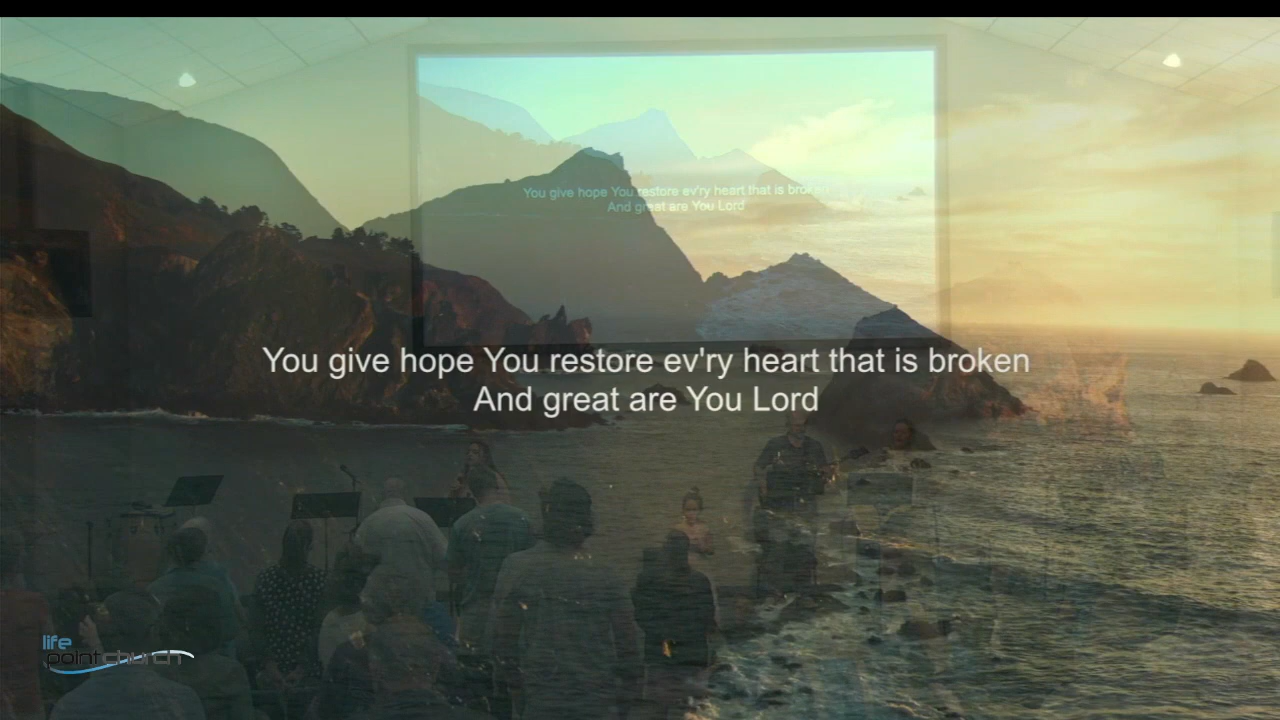 You give hope You restore ev'ry heart that is broken
And great are You Lord
You give hope You restore ev'ry heart that is broken
And great are You Lord
life
pointchurch